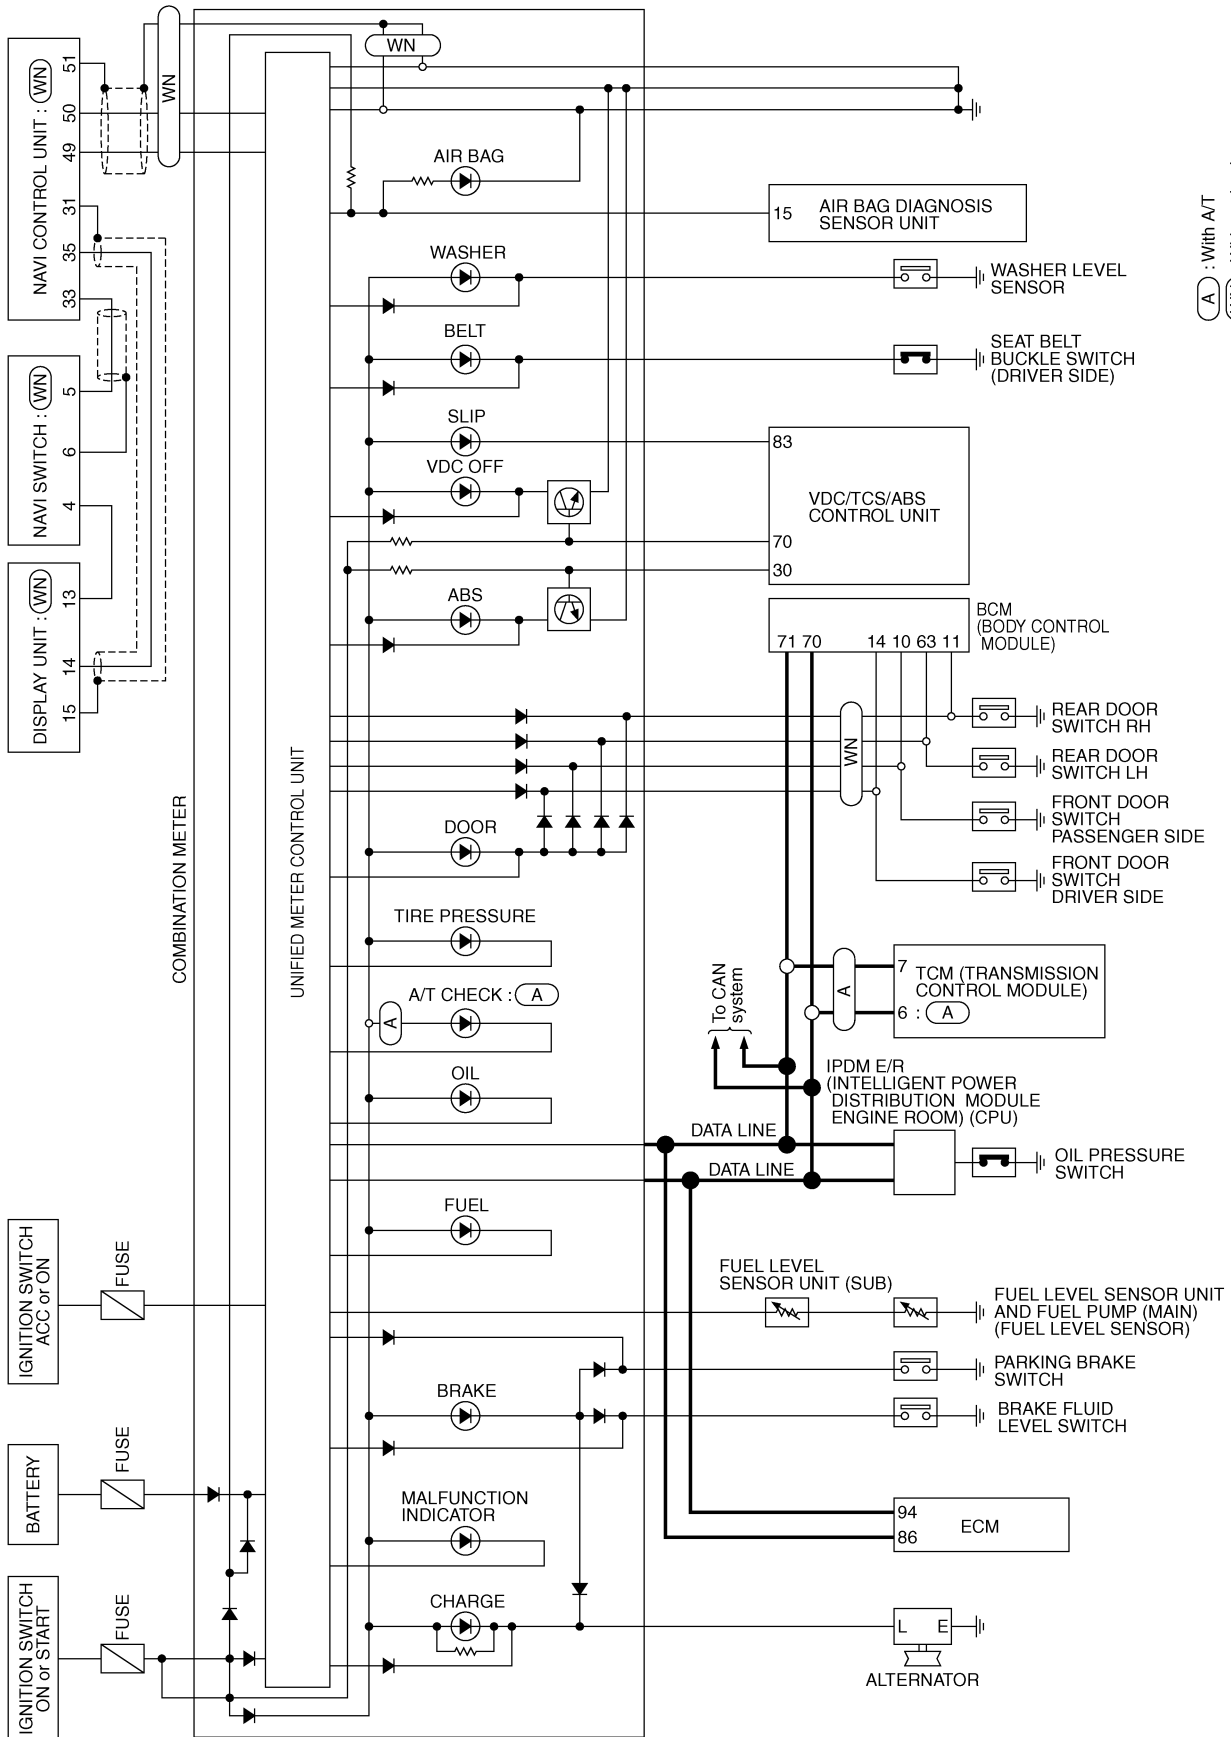 NAVI CONTROL UNIT : WN
51
50
49
31
35
33
WN
WN
NAVI SWITCH : WN
5
6
4
DISPLAY UNIT : WN
13
14
15
COMBINATION METER
UNIFIED METER CONTROL UNIT
AIR BAG
15
AIR BAG DIAGNOSIS
SENSOR UNIT
A : With A/T
WASHER
WASHER LEVEL
SENSOR
BELT
SEAT BELT
BUCKLE SWITCH
(DRIVER SIDE)
SLIP
83
VDC OFF
VDC/TCS/ABS
CONTROL UNIT
70
30
ABS
BCM
(BODY CONTROL
MODULE)
71 70 14 10 63 11
WN
REAR DOOR
SWITCH RH
REAR DOOR
SWITCH LH
FRONT DOOR
SWITCH
PASSENGER SIDE
FRONT DOOR
SWITCH
DRIVER SIDE
DOOR
TIRE PRESSURE
A/T CHECK : A
A
To CAN
system
A
7
TCM (TRANSMISSION
CONTROL MODULE)
6 : A
OIL
IPDM E/R
(INTELLIGENT POWER
DISTRIBUTION MODULE
ENGINE ROOM) (CPU)
DATA LINE
DATA LINE
OIL PRESSURE
SWITCH
FUEL
FUEL LEVEL
SENSOR UNIT (SUB)
FUEL LEVEL SENSOR UNIT
AND FUEL PUMP (MAIN)
(FUEL LEVEL SENSOR)
IGNITION SWITCH
ACC or ON
FUSE
PARKING BRAKE
SWITCH
BRAKE
BRAKE FLUID
LEVEL SWITCH
BATTERY
FUSE
MALFUNCTION
INDICATOR
94
86
ECM
IGNITION SWITCH
ON or START
FUSE
CHARGE
L E
ALTERNATOR